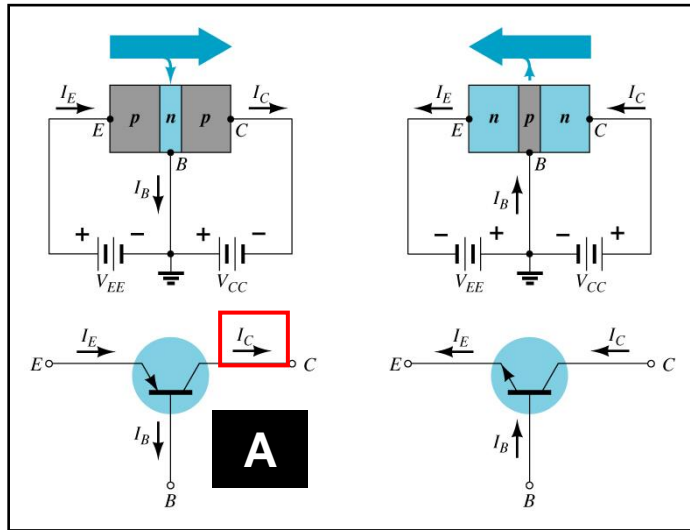 I_E I_C I_E I_C
p n p n p n
E C E C
B B
I_B I_B
+ − + − − + − +
V_EE V_CC V_EE V_CC
I_E I_C I_E I_C
E C E C
I_B A I_B
B B